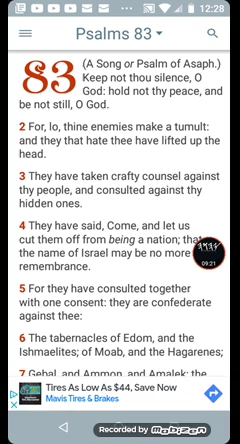 12:28
Psalms 83
83 (A Song or Psalm of Asaph.)
Keep not thou silence, O
God: hold not thy peace, and
be not still, O God.
2 For, lo, thine enemies make a tumult:
and they that hate thee have lifted up the
head.
3 They have taken crafty counsel against
thy people, and consulted against thy
hidden ones.
4 They have said, Come, and let us
cut them off from being a nation; that
the name of Israel may be no more
remembrance.
09:21
5 For they have consulted together
with one consent: they are confederate
against thee:
6 The tabernacles of Edom, and the
Ishmaelites; of Moab, and the Hagarenes;
7 Gebal, and Ammon, and Amalek; the
Tires As Low As $44, Save Now
Mavis Tires & Brakes
Recorded by Mobizen